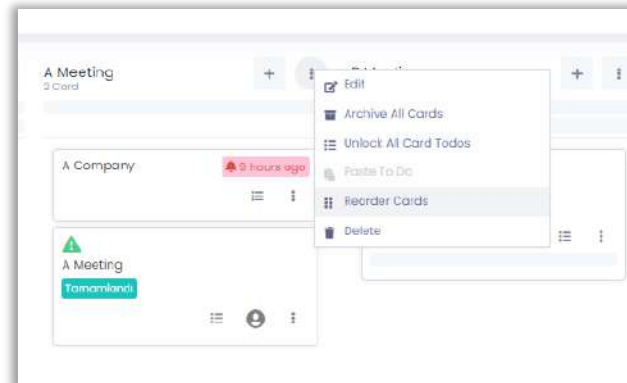 A Meeting
2 Card
Edit
Archive All Cards
Unlock All Card Todos
Paste To Do
Reorder Cards
Delete
A Company
9 hours ago
A Meeting
Tamamlandı